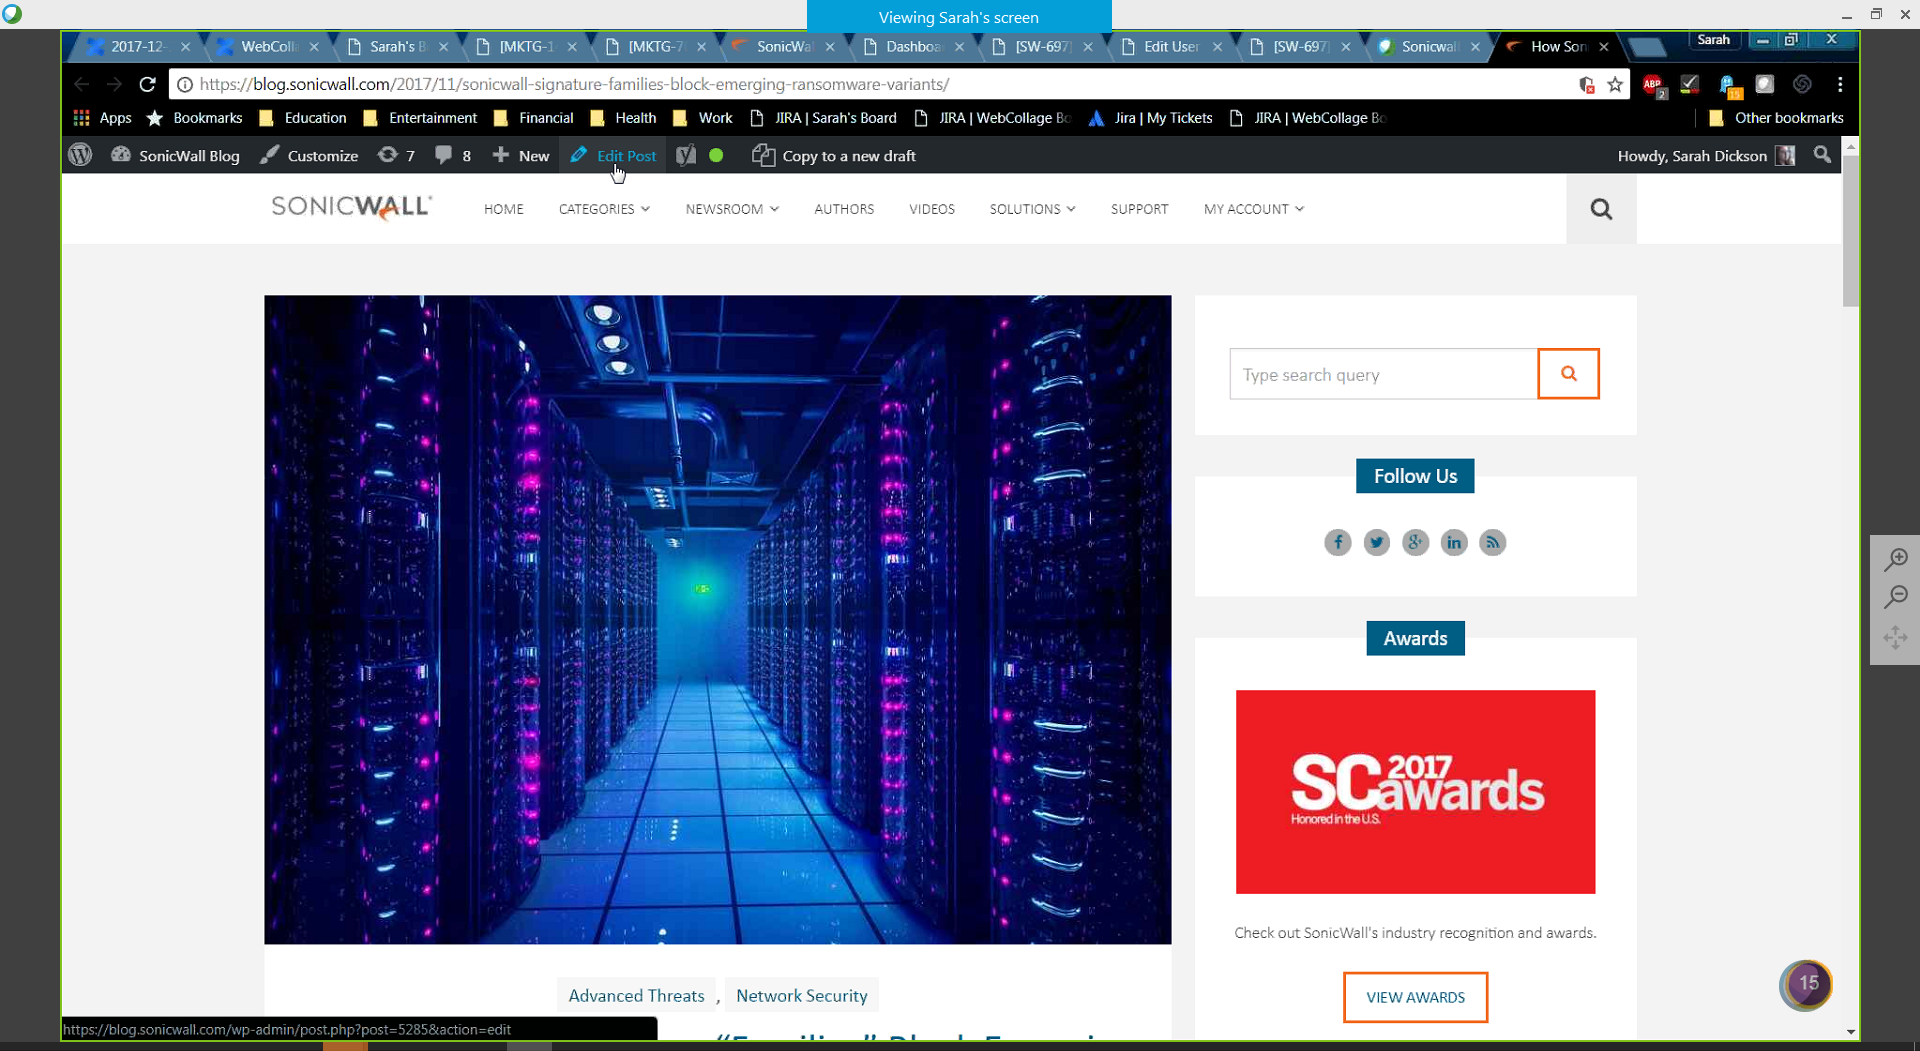 Viewing Sarah's screen
2017-12- WebColl Sarah's B [MKTG-1 [MKTG-7 SonicWa Dashboa [SW-697 Edit User [SW-697 Sonicwal How Son Sarah
https://blog.sonicwall.com/2017/11/sonicwall-signature-families-block-emerging-ransomware-variants/
ABP 2 15
Apps Bookmarks Education Entertainment Financial Health Work JIRA | Sarah's Board JIRA | WebCollage Bo Jira | My Tickets JIRA | WebCollage Bo Other bookmarks
SonicWall Blog Customize 7 8 New Edit Post Copy to a new draft Howdy, Sarah Dickson
SONICWALL HOME CATEGORIES NEWSROOM AUTHORS VIDEOS SOLUTIONS SUPPORT MY ACCOUNT
Type search query
Follow Us
Awards
SC 2017 awards
Honored in the U.S.
Check out SonicWall's industry recognition and awards.
VIEW AWARDS
15
Advanced Threats , Network Security
https://blog.sonicwall.com/wp-admin/post.php?post=5285&action=edit